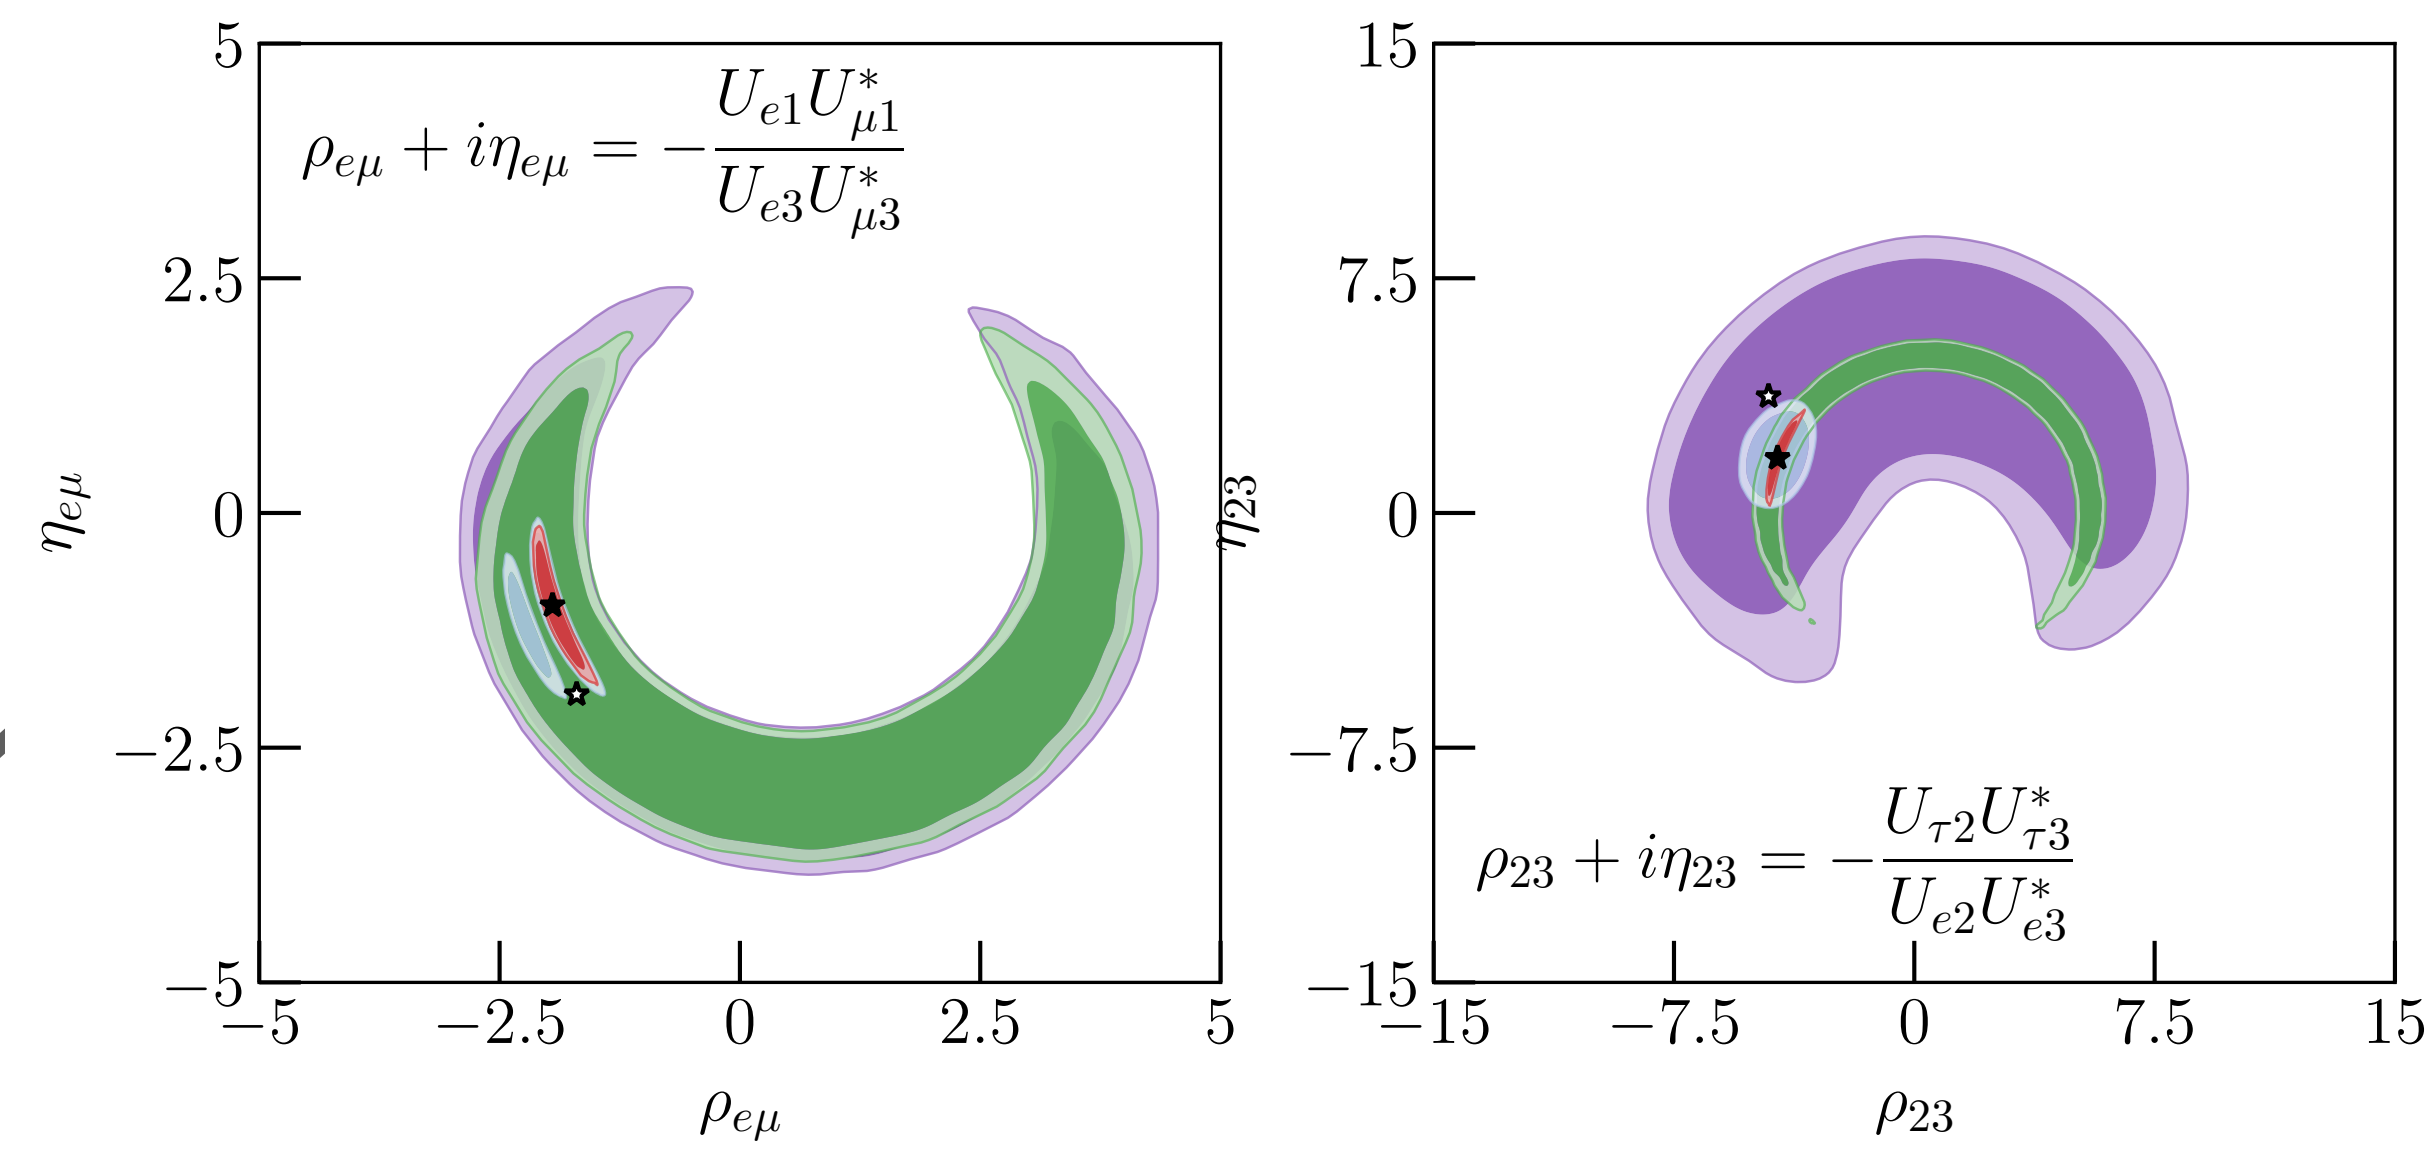 5
2.5
0
−2.5
−5
η_{eμ}
ρ_{eμ} + iη_{eμ} = −\frac{U_{e1}U^*_{μ1}}{U_{e3}U^*_{μ3}}
−5 −2.5 0 2.5 5
ρ_{eμ}
15
7.5
0
−7.5
−15
η_{23}
ρ_{23} + iη_{23} = −\frac{U_{τ2}U^*_{τ3}}{U_{e2}U^*_{e3}}
−15 −7.5 0 7.5 15
ρ_{23}